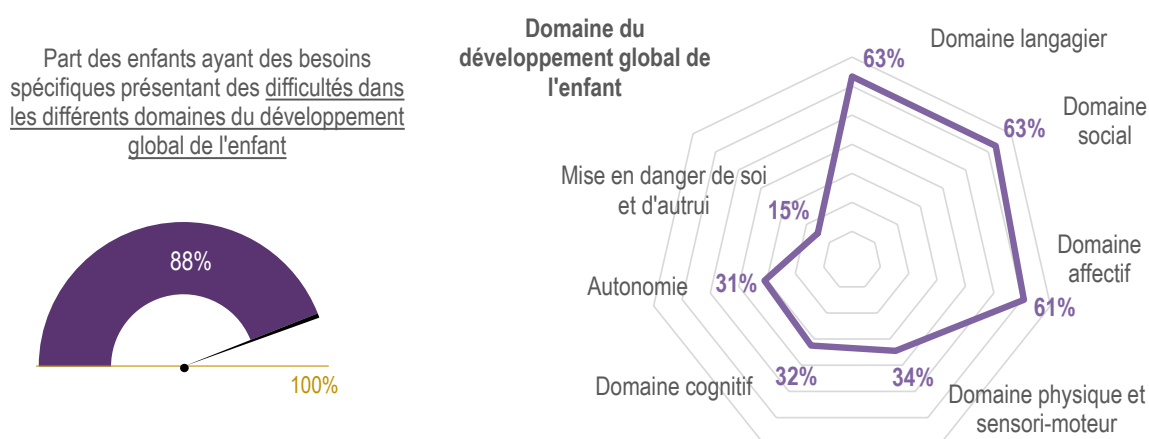 Part des enfants ayant des besoins
spécifiques présentant des difficultés dans
les différents domaines du développement
global de l'enfant
88%
100%
Domaine du
développement global de
l'enfant
63%
Domaine langagier
63%
Domaine
social
Domaine
affectif
61%
34%
Domaine physique et
sensori-moteur
32%
Domaine cognitif
31%
Autonomie
15%
Mise en danger de soi
et d'autrui